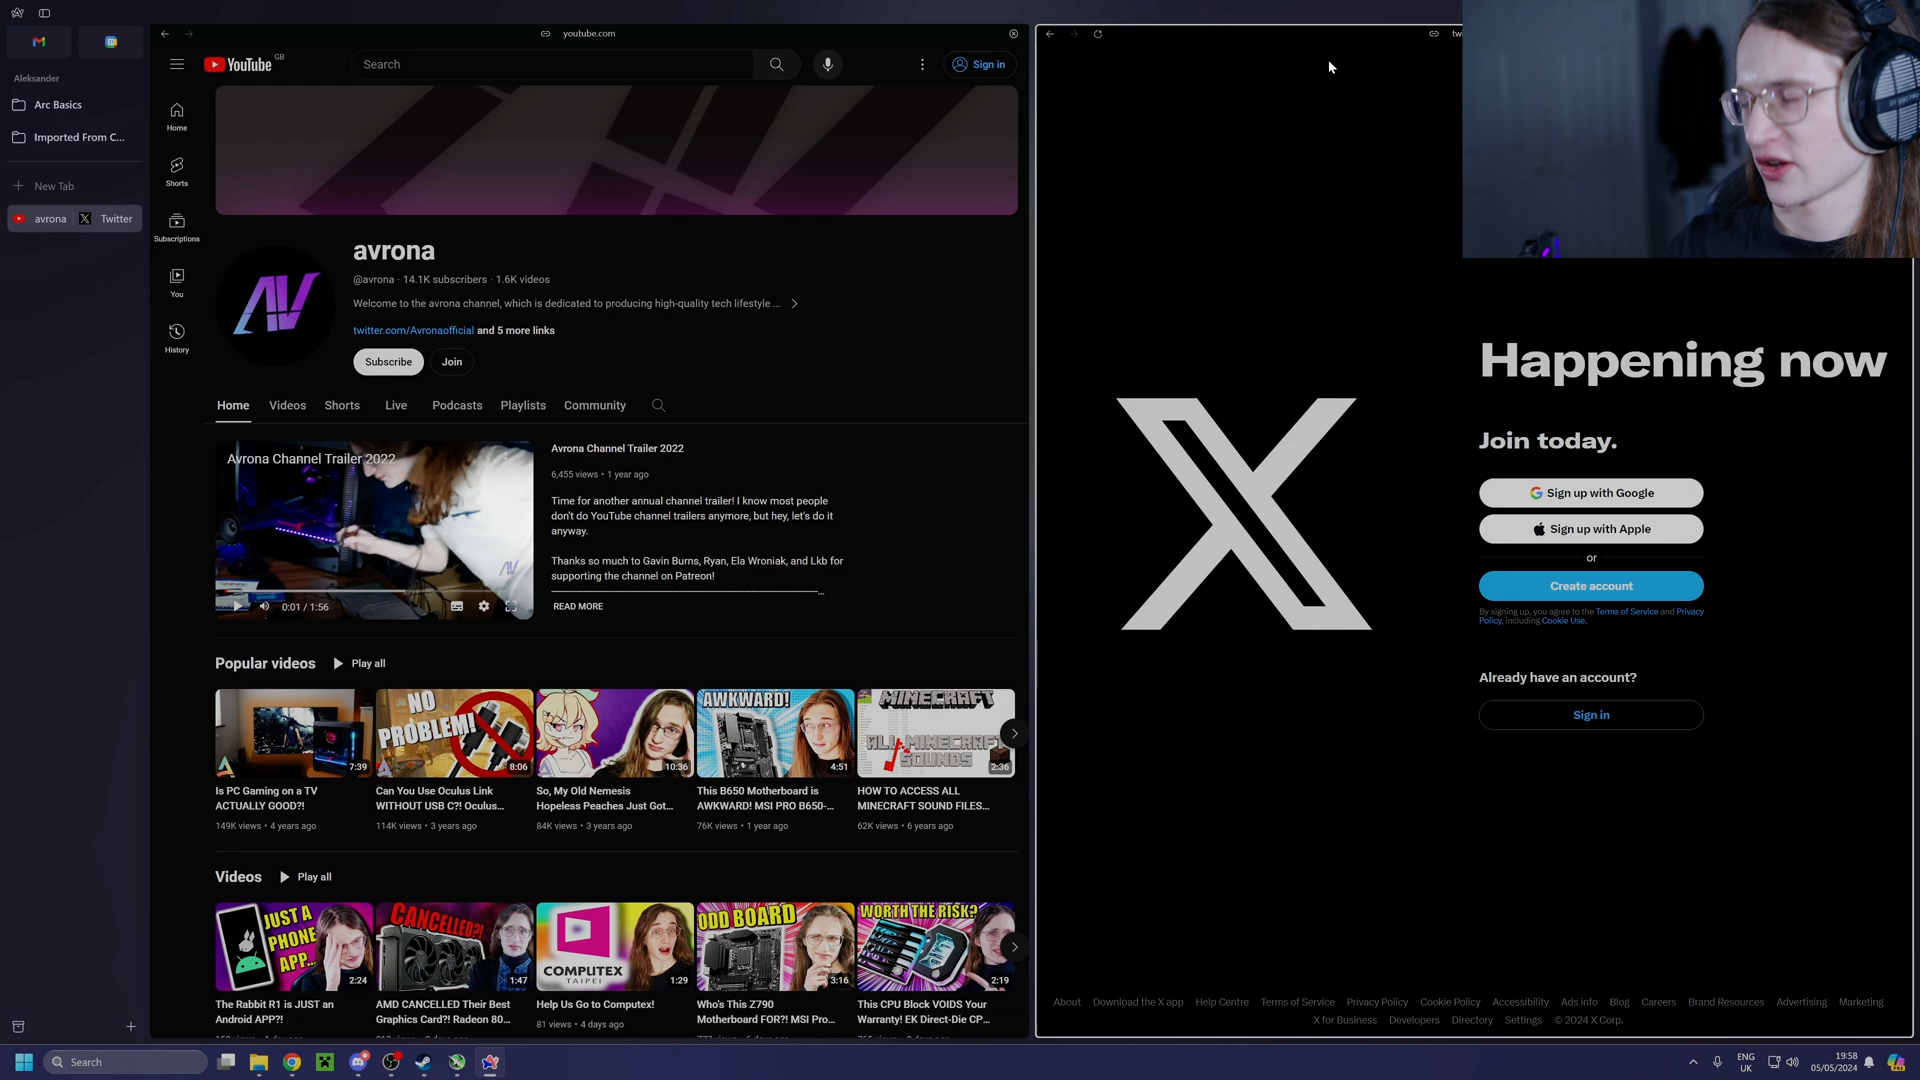 Aleksander
Arc Basics
Imported From C...
New Tab
avrona
Twitter
youtube.com
YouTube GB
Search
Sign in
Home
Shorts
Subscriptions
You
History
avrona
@avrona · 14.1K subscribers · 1.6K videos
Welcome to the avrona channel, which is dedicated to producing high-quality tech lifestyle ...
twitter.com/Avronaofficial and 5 more links
Subscribe
Join
Home Videos Shorts Live Podcasts Playlists Community
Avrona Channel Trailer 2022
0:01 / 1:56
Avrona Channel Trailer 2022
6,455 views • 1 year ago
Time for another annual channel trailer! I know most people
don't do YouTube channel trailers anymore, but hey, let's do it
anyway.
Thanks so much to Gavin Burns, Ryan, Ela Wroniak, and Lkb for
supporting the channel on Patreon!
READ MORE
Popular videos
Play all
7:39
Is PC Gaming on a TV
ACTUALLY GOOD?!
149K views • 4 years ago
NO
PROBLEM!
8:06
Can You Use Oculus Link
WITHOUT USB C?! Oculus...
114K views • 3 years ago
10:36
So, My Old Nemesis
Hopeless Peaches Just Got...
84K views • 3 years ago
AWKWARD!
4:51
This B650 Motherboard is
AWKWARD! MSI PRO B650-...
76K views • 1 year ago
MINECRAFT
ALL MINECRAFT
SOUNDS
2:36
HOW TO ACCESS ALL
MINECRAFT SOUND FILES...
62K views • 6 years ago
Videos
Play all
JUST A
PHONE
APP...
2:24
The Rabbit R1 is JUST an
Android APP?!
CANCELLED?!
1:47
AMD CANCELLED Their Best
Graphics Card?! Radeon 80...
COMPUTEX
TAIPEI
1:29
Help Us Go to Computex!
81 views • 4 days ago
ODD BOARD
3:16
Who's This Z790
Motherboard FOR?! MSI Pro...
WORTH THE RISK?
2:19
This CPU Block VOIDS Your
Warranty! EK Direct-Die CP...
Happening now
Join today.
Sign up with Google
Sign up with Apple
or
Create account
By signing up, you agree to the Terms of Service and Privacy
Policy, including Cookie Use.
Already have an account?
Sign in
About Download the X app Help Centre Terms of Service Privacy Policy Cookie Policy Accessibility Ads info Blog Careers Brand Resources Advertising Marketing
X for Business Developers Directory Settings © 2024 X Corp.
Search
ENG
UK
19:58
05/05/2024